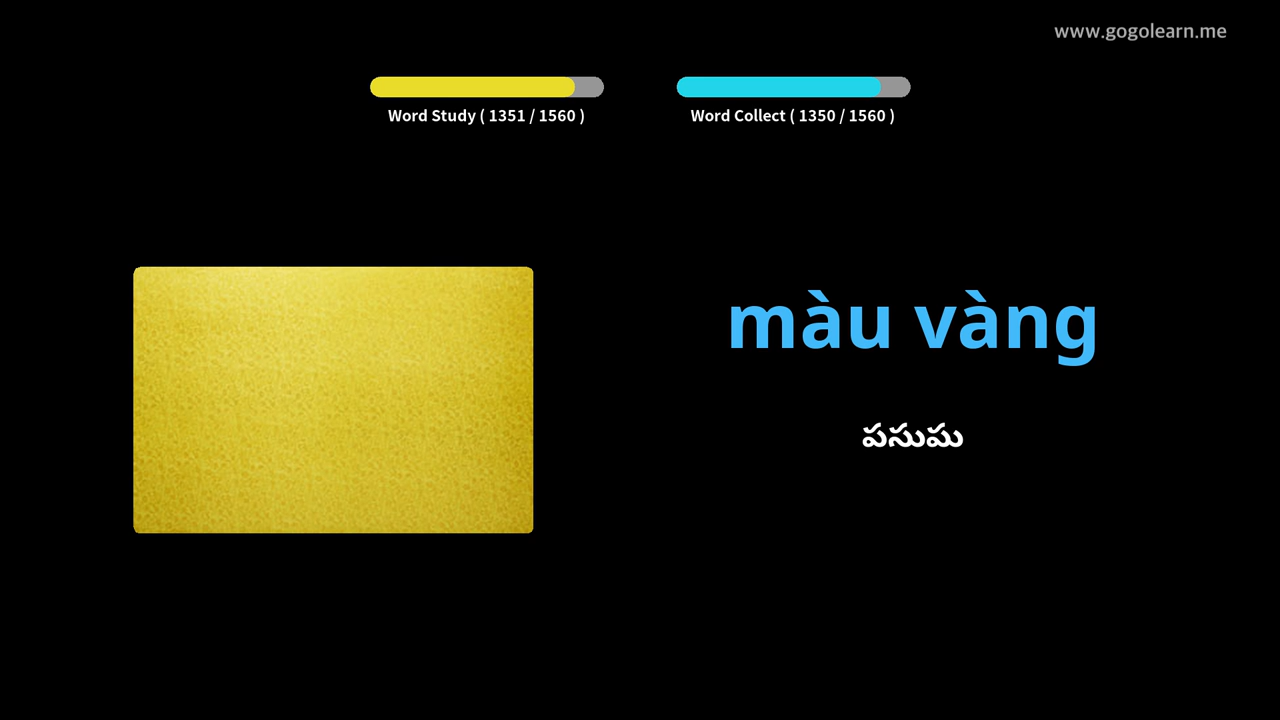 www.gogolearn.me
Word Study ( 1351 / 1560 )
Word Collect ( 1350 / 1560 )
màu vàng
పసుపు